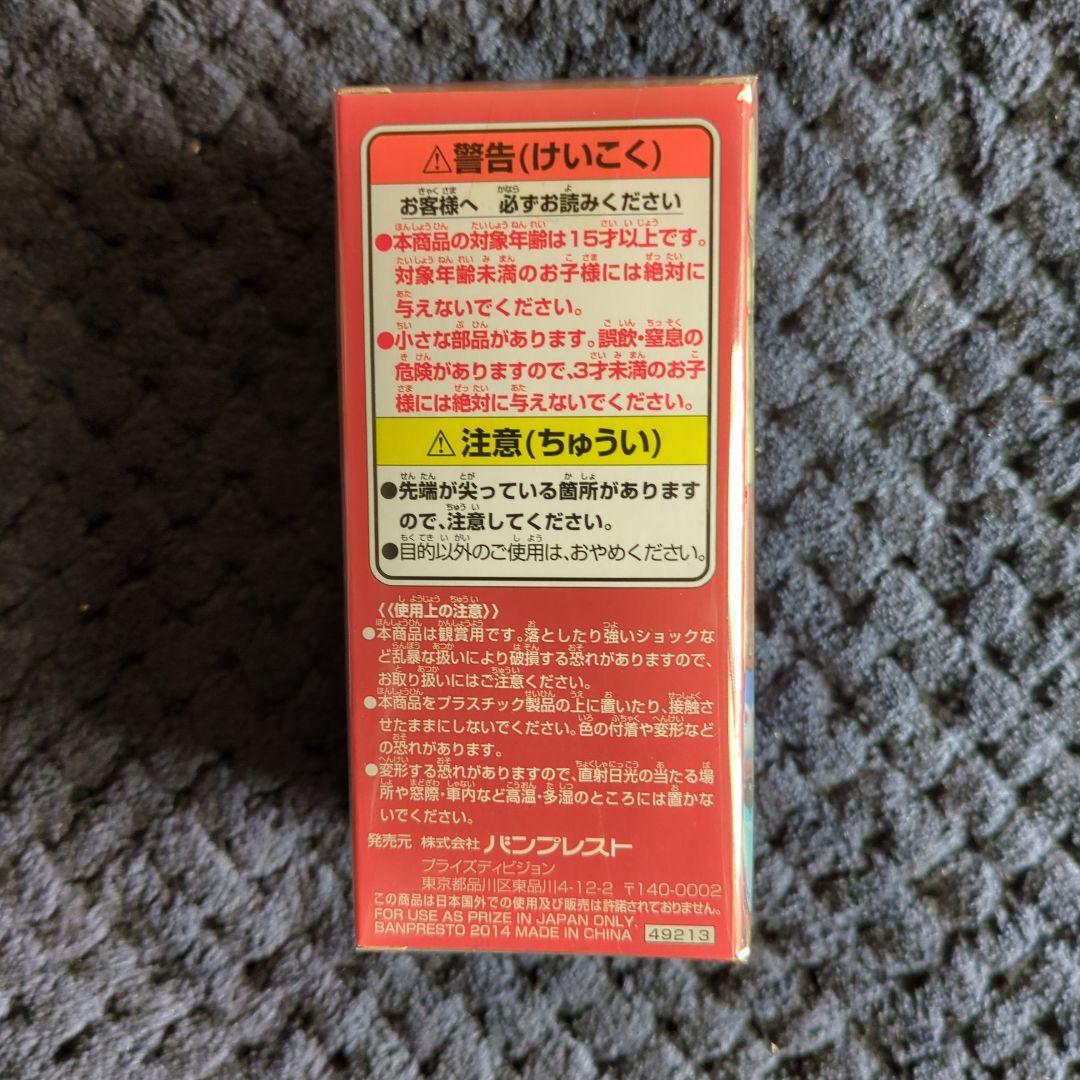 ⚠警告(けいこく)
お客様へ 必ずお読みください
●本商品の対象年齢は15才以上です。
対象年齢未満のお子様には絶対に
与えないでください。
●小さな部品があります。誤飲・窒息の
危険がありますので、3才未満のお子
様には絶対に与えないでください。
⚠注意(ちゅうい)
●先端が尖っている箇所があります
ので、注意してください。
●目的以外のご使用は、おやめください。
《使用上の注意》
●本商品は観賞用です。落としたり強いショックな
ど乱暴な扱いにより破損する恐れがありますので、
お取り扱いにはご注意ください。
●本商品をプラスチック製品の上に置いたり、接触さ
せたままにしないでください。色の付着や変形など
の恐れがあります。
●変形する恐れがありますので、直射日光の当たる場
所や窓際・車内など高温・多湿のところには置かな
いでください。
発売元 株式会社 バンプレスト
プライズディビジョン
東京都品川区東品川4-12-2 〒140-0002
この商品は日本国外での使用及び販売は許諾されておりません。
FOR USE AS PRIZE IN JAPAN ONLY.
BANPRESTO 2014 MADE IN CHINA 49213